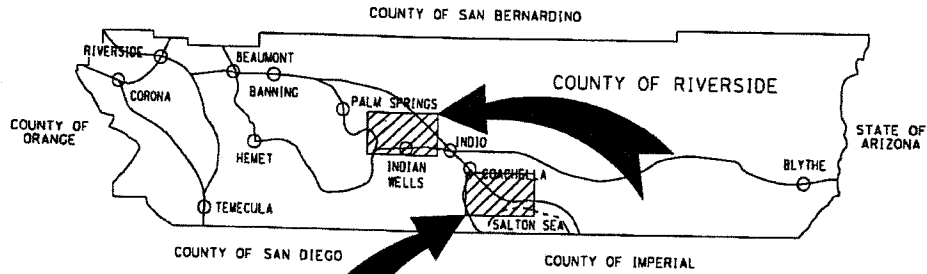 COUNTY OF SAN BERNARDINO
RIVERSIDE
BEAUMONT
CORONA
BANNING
COUNTY OF RIVERSIDE
PALM SPRINGS
COUNTY OF
ORANGE
STATE OF
ARIZONA
HEMET
INDIO
INDIAN
WELLS
COACHELLA
BLYTHE
TEMECULA
SALTON SEA
COUNTY OF SAN DIEGO
COUNTY OF IMPERIAL